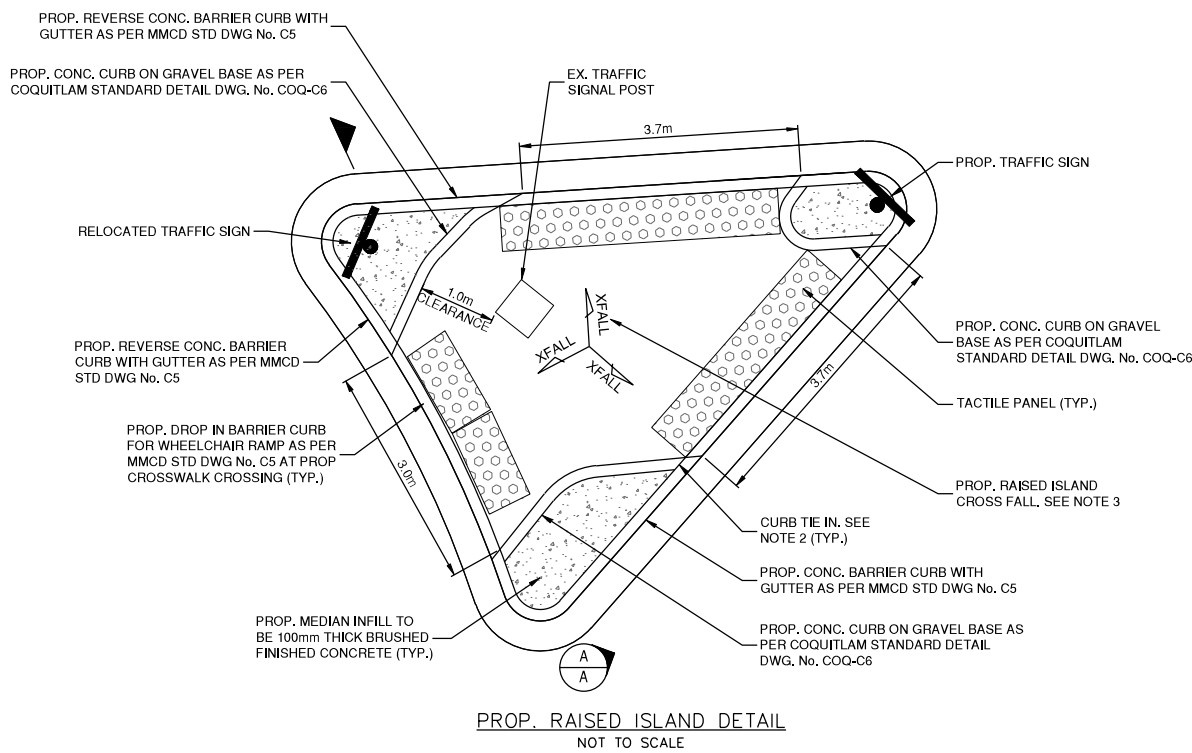 PROP. REVERSE CONC. BARRIER CURB WITH
GUTTER AS PER MMCD STD DWG No. C5
PROP. CONC. CURB ON GRAVEL BASE AS PER
COQUITLAM STANDARD DETAIL DWG. No. COQ-C6
EX. TRAFFIC
SIGNAL POST
3.7m
PROP. TRAFFIC SIGN
RELOCATED TRAFFIC SIGN
1.0m
CLEARANCE
XFALL
XFALL
XFALL
PROP. REVERSE CONC. BARRIER
CURB WITH GUTTER AS PER MMCD
STD DWG No. C5
PROP. CONC. CURB ON GRAVEL
BASE AS PER COQUITLAM
STANDARD DETAIL DWG. No. COQ-C6
3.7m
TACTILE PANEL (TYP.)
PROP. DROP IN BARRIER CURB
FOR WHEELCHAIR RAMP AS PER
MMCD STD DWG No. C5 AT PROP
CROSSWALK CROSSING (TYP.)
3.0m
PROP. RAISED ISLAND
CROSS FALL. SEE NOTE 3
CURB TIE IN. SEE
NOTE 2 (TYP.)
PROP. CONC. BARRIER CURB WITH
GUTTER AS PER MMCD STD DWG No. C5
PROP. MEDIAN INFILL TO
BE 100mm THICK BRUSHED
FINISHED CONCRETE (TYP.)
PROP. CONC. CURB ON GRAVEL BASE AS
PER COQUITLAM STANDARD DETAIL
DWG. No. COQ-C6
A
A
PROP. RAISED ISLAND DETAIL
NOT TO SCALE